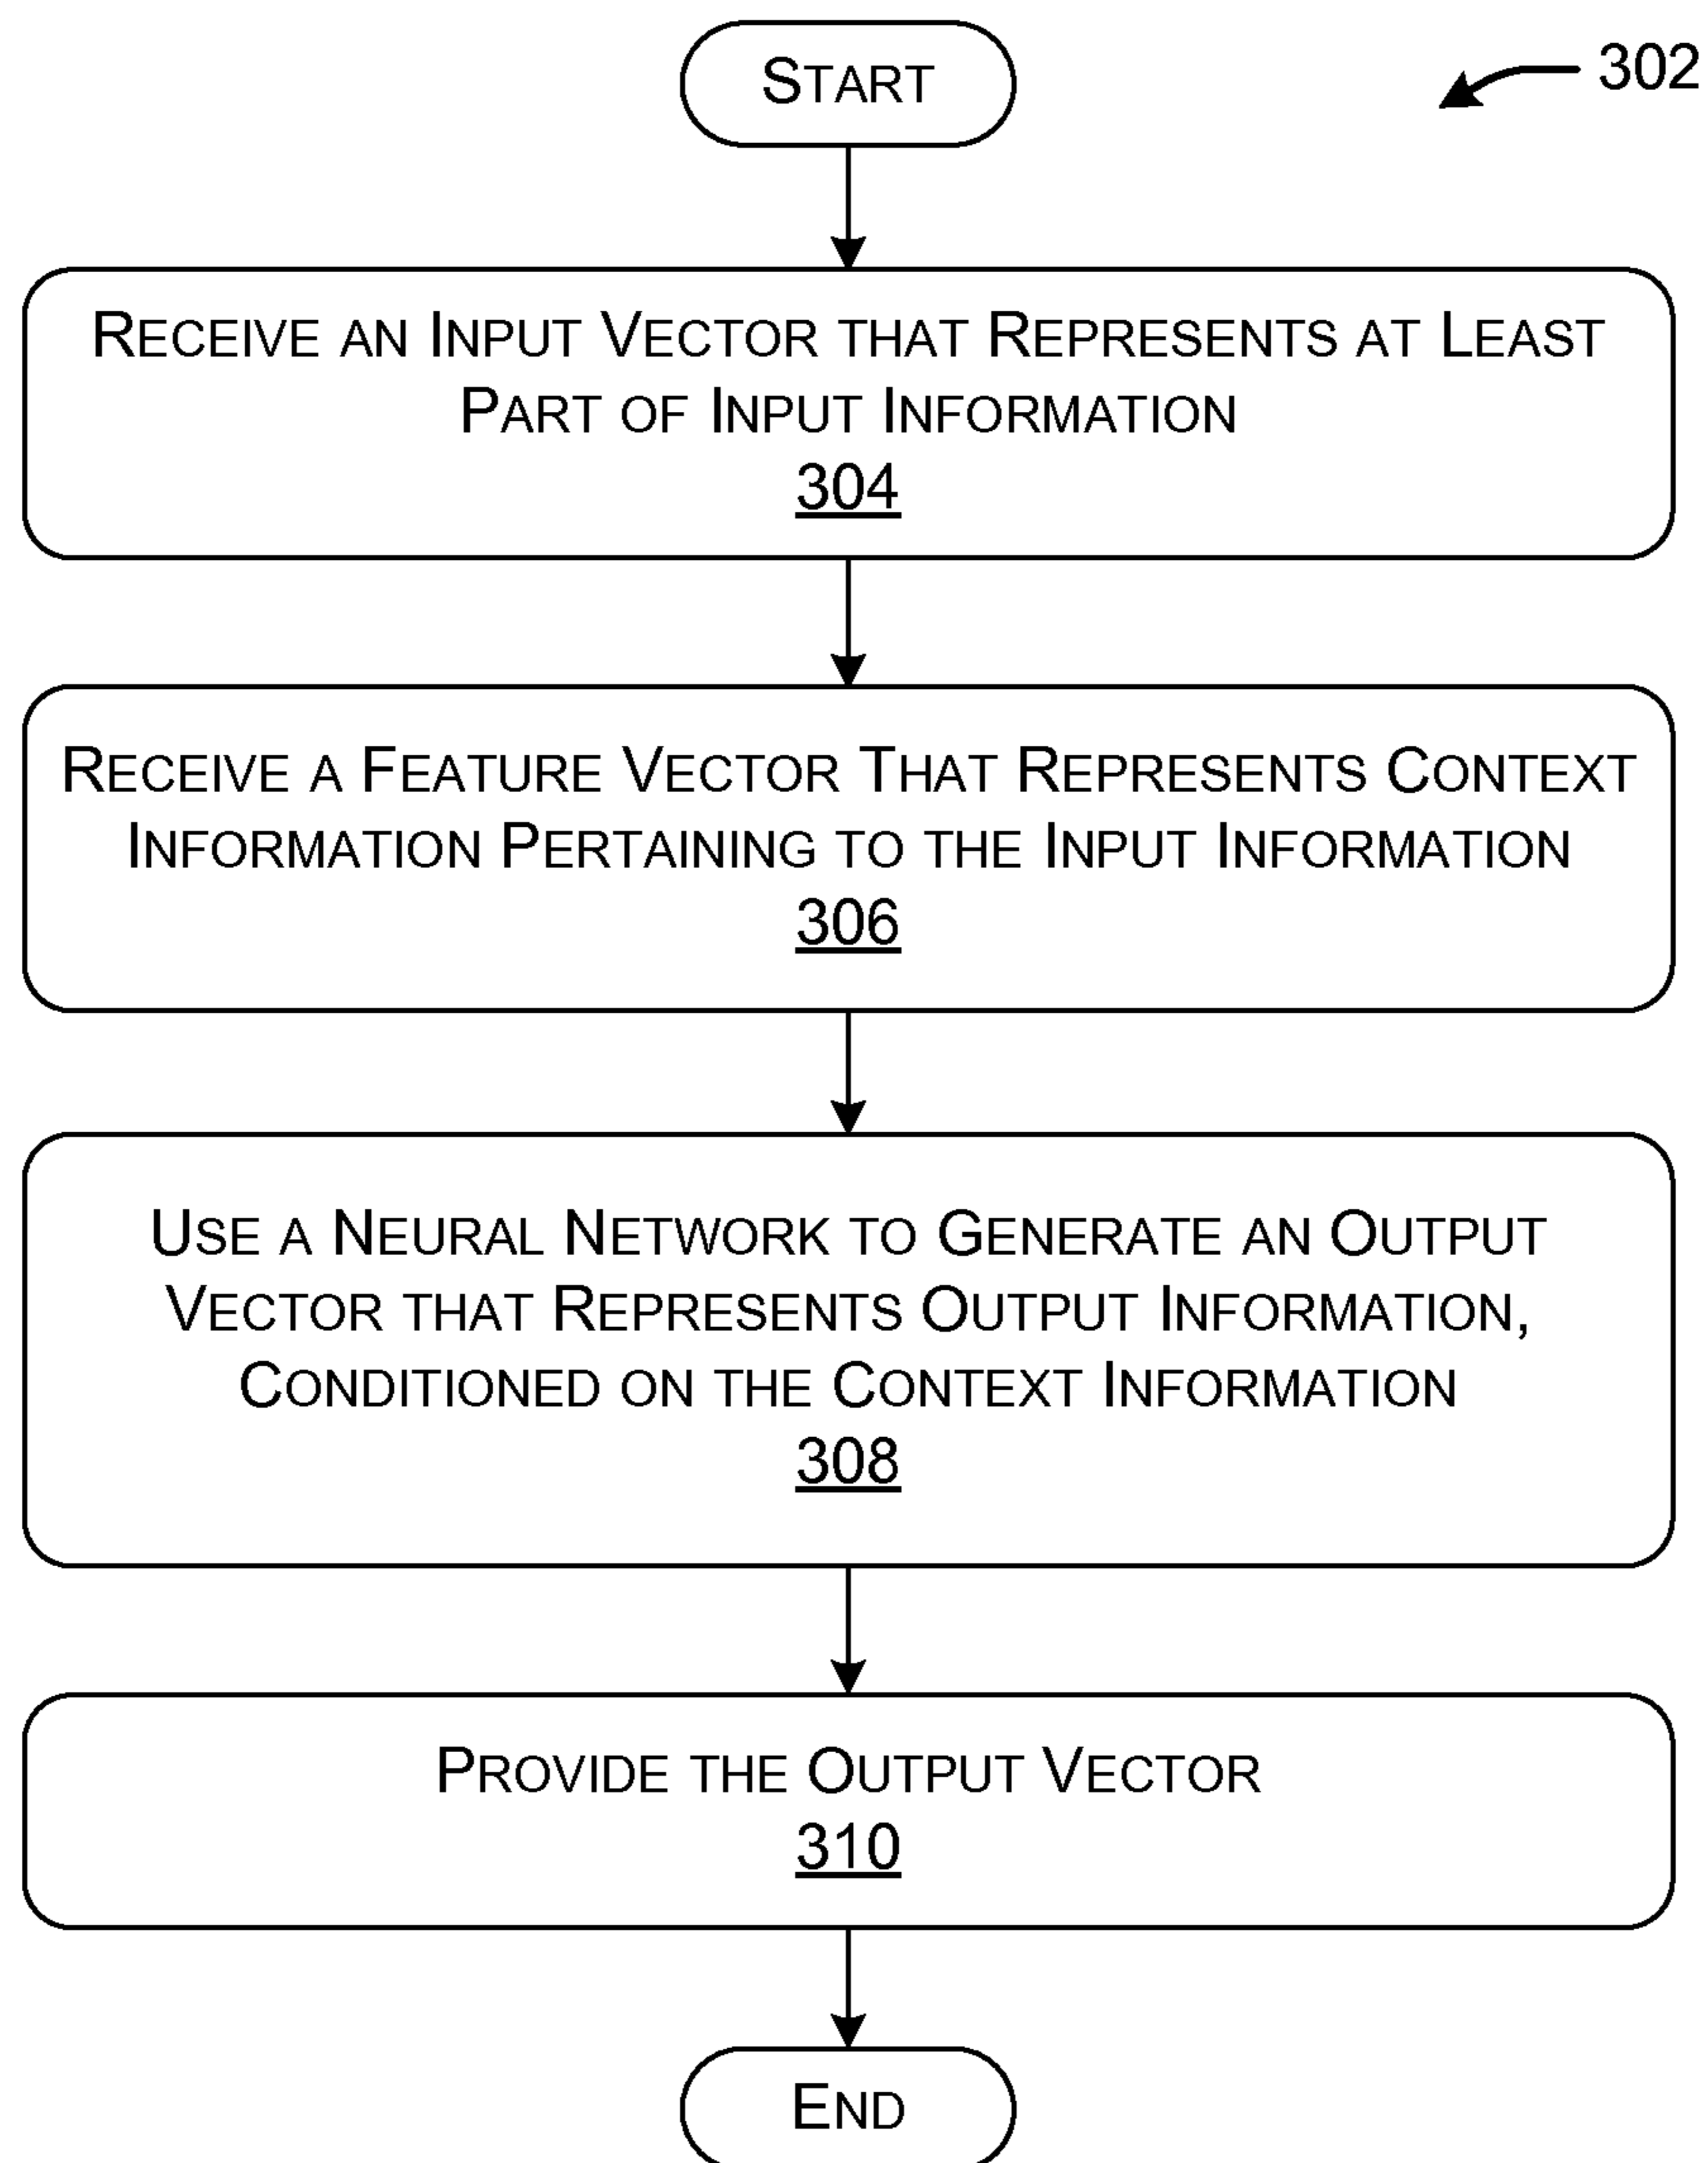 START
302
RECEIVE AN INPUT VECTOR THAT REPRESENTS AT LEAST
PART OF INPUT INFORMATION
304
RECEIVE A FEATURE VECTOR THAT REPRESENTS CONTEXT
INFORMATION PERTAINING TO THE INPUT INFORMATION
306
USE A NEURAL NETWORK TO GENERATE AN OUTPUT
VECTOR THAT REPRESENTS OUTPUT INFORMATION,
CONDITIONED ON THE CONTEXT INFORMATION
308
PROVIDE THE OUTPUT VECTOR
310
END